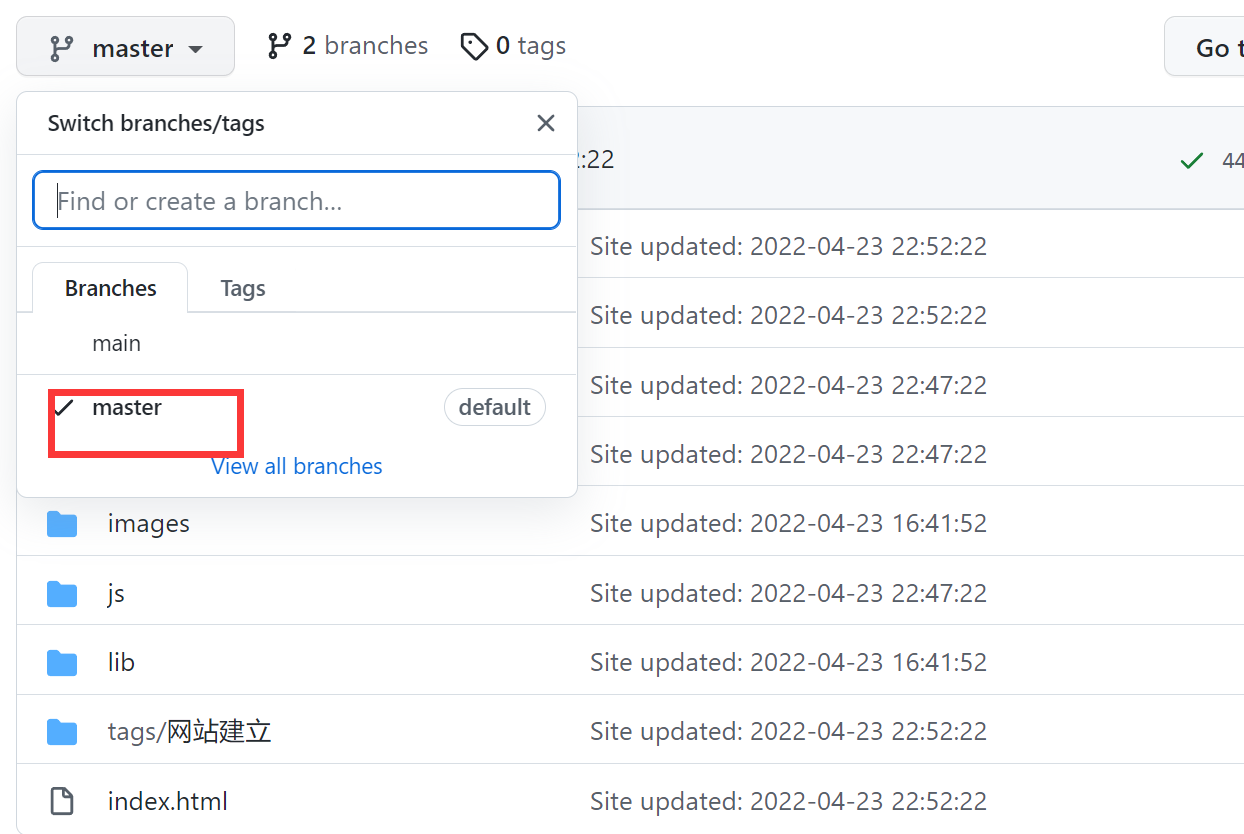 master 2 branches 0 tags Go t
Switch branches/tags
2:22 44
Find or create a branch...
Site updated: 2022-04-23 22:52:22
Branches Tags
Site updated: 2022-04-23 22:52:22
main
Site updated: 2022-04-23 22:47:22
master default
Site updated: 2022-04-23 22:47:22
View all branches
images Site updated: 2022-04-23 16:41:52
js Site updated: 2022-04-23 22:47:22
lib Site updated: 2022-04-23 16:41:52
tags/网站建立 Site updated: 2022-04-23 22:52:22
index.html Site updated: 2022-04-23 22:52:22